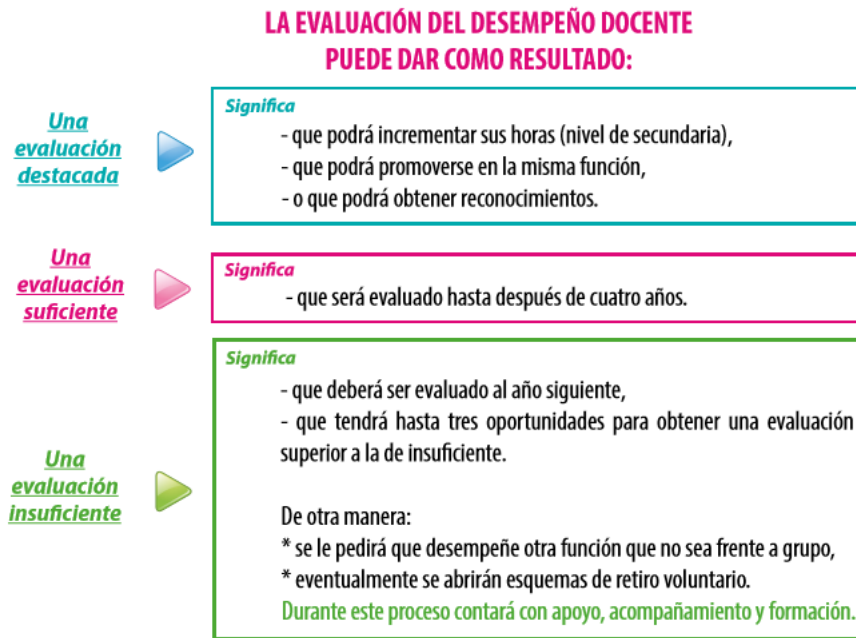 LA EVALUACIÓN DEL DESEMPEÑO DOCENTE
PUEDE DAR COMO RESULTADO:
Una
evaluación
destacada
Significa
- que podrá incrementar sus horas (nivel de secundaria),
- que podrá promoverse en la misma función,
- o que podrá obtener reconocimientos.
Una
evaluación
suficiente
Significa
- que será evaluado hasta después de cuatro años.
Una
evaluación
insuficiente
Significa
- que deberá ser evaluado al año siguiente,
- que tendrá hasta tres oportunidades para obtener una evaluación
superior a la de insuficiente.
De otra manera:
* se le pedirá que desempeñe otra función que no sea frente a grupo,
* eventualmente se abrirán esquemas de retiro voluntario.
Durante este proceso contará con apoyo, acompañamiento y formación.